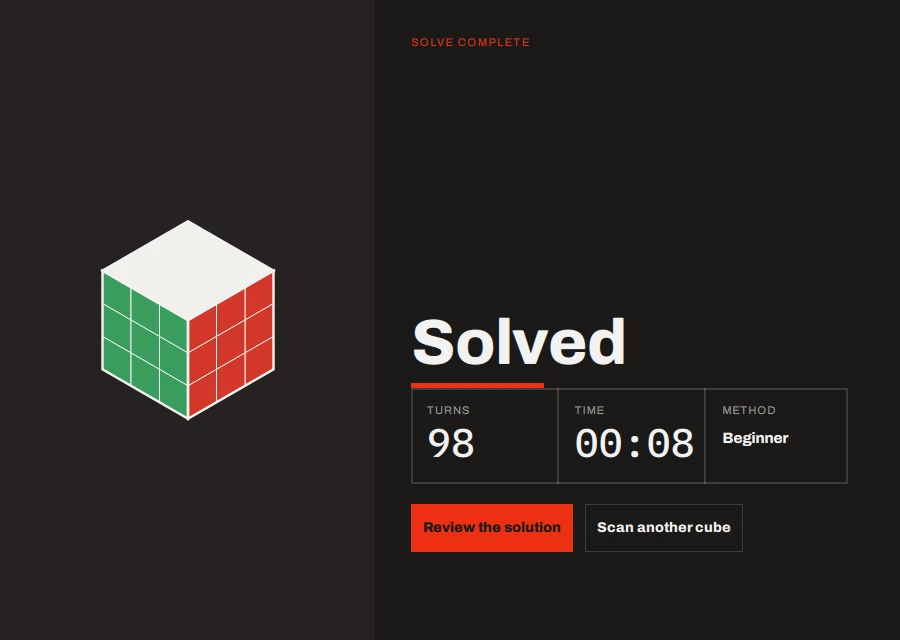 SOLVE COMPLETE
Solved
TURNS
98
TIME
00:08
METHOD
Beginner
Review the solution
Scan another cube